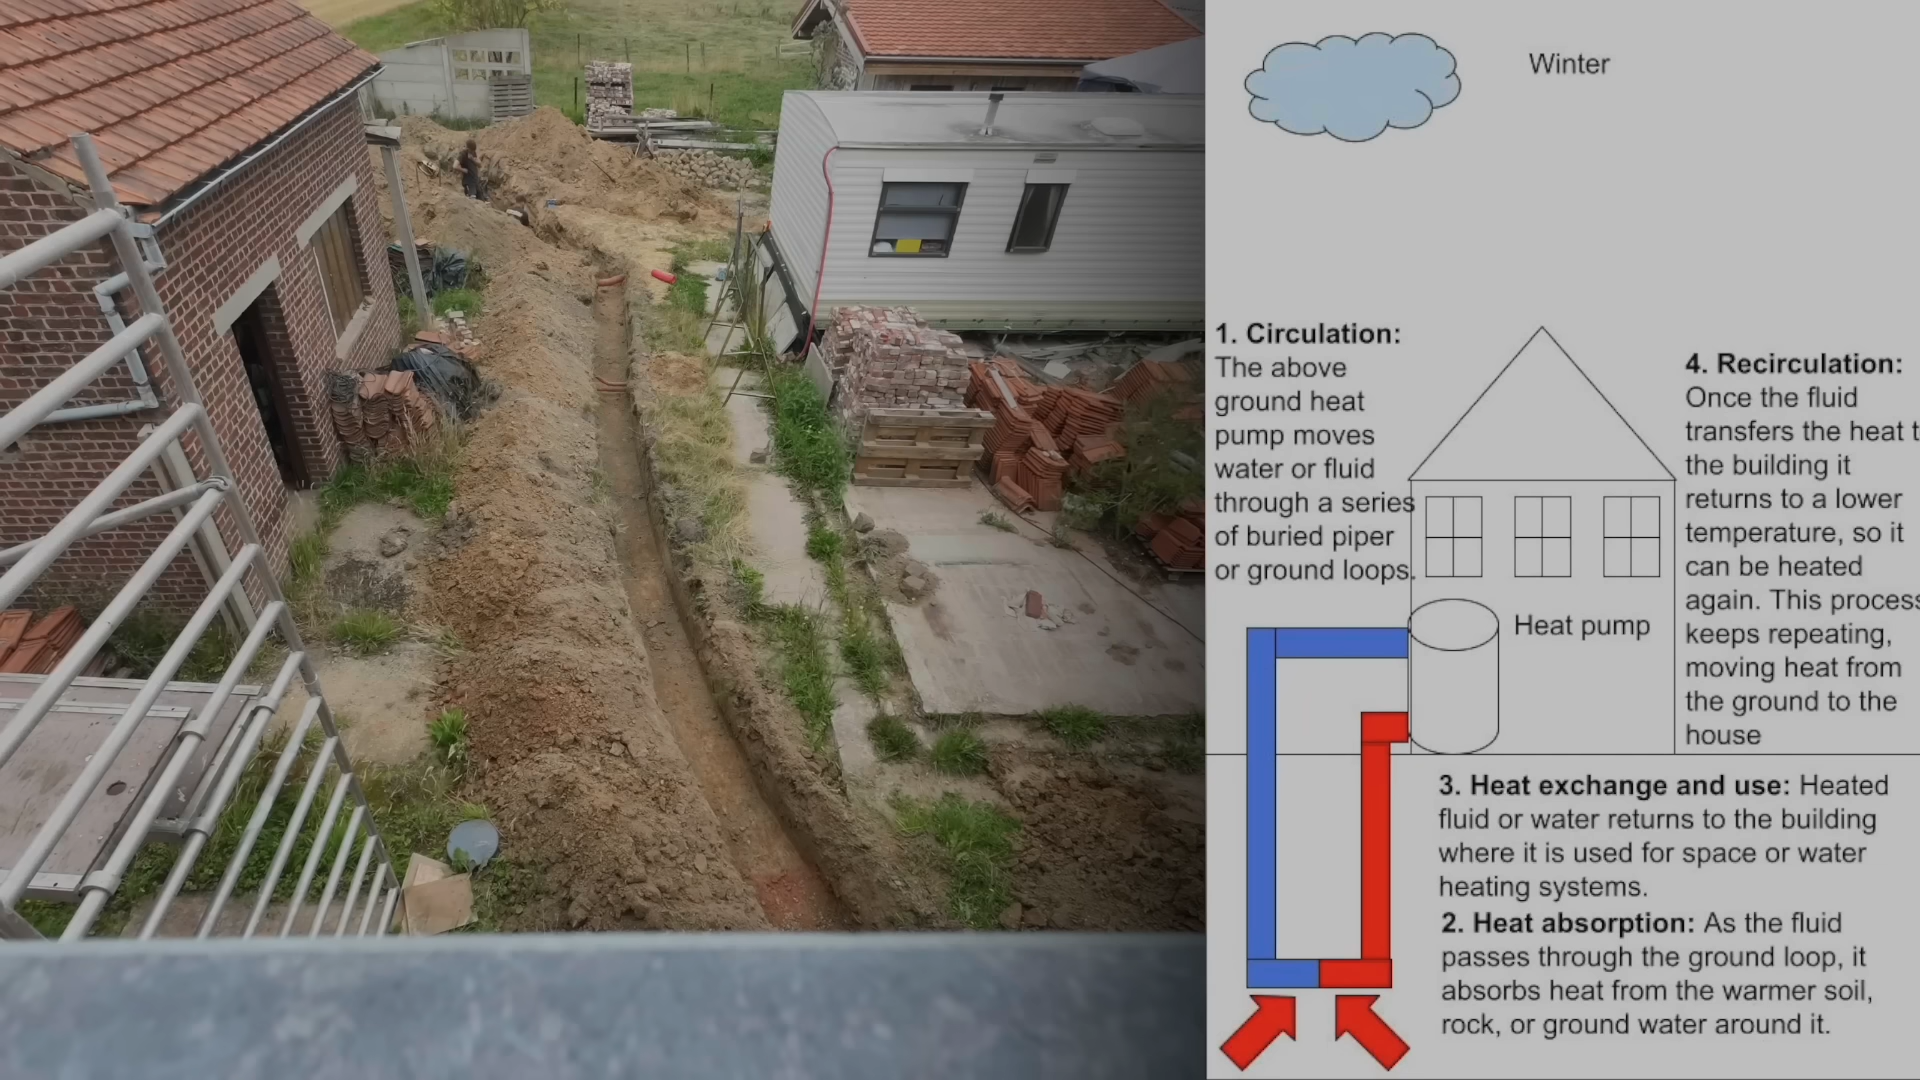 Winter
1. Circulation:
The above
ground heat
pump moves
water or fluid
through a series
of buried piper
or ground loops.
4. Recirculation:
Once the fluid
transfers the heat t
the building it
returns to a lower
temperature, so it
can be heated
again. This process
keeps repeating,
moving heat from
the ground to the
house
Heat pump
3. Heat exchange and use: Heated
fluid or water returns to the building
where it is used for space or water
heating systems.
2. Heat absorption: As the fluid
passes through the ground loop, it
absorbs heat from the warmer soil,
rock, or ground water around it.